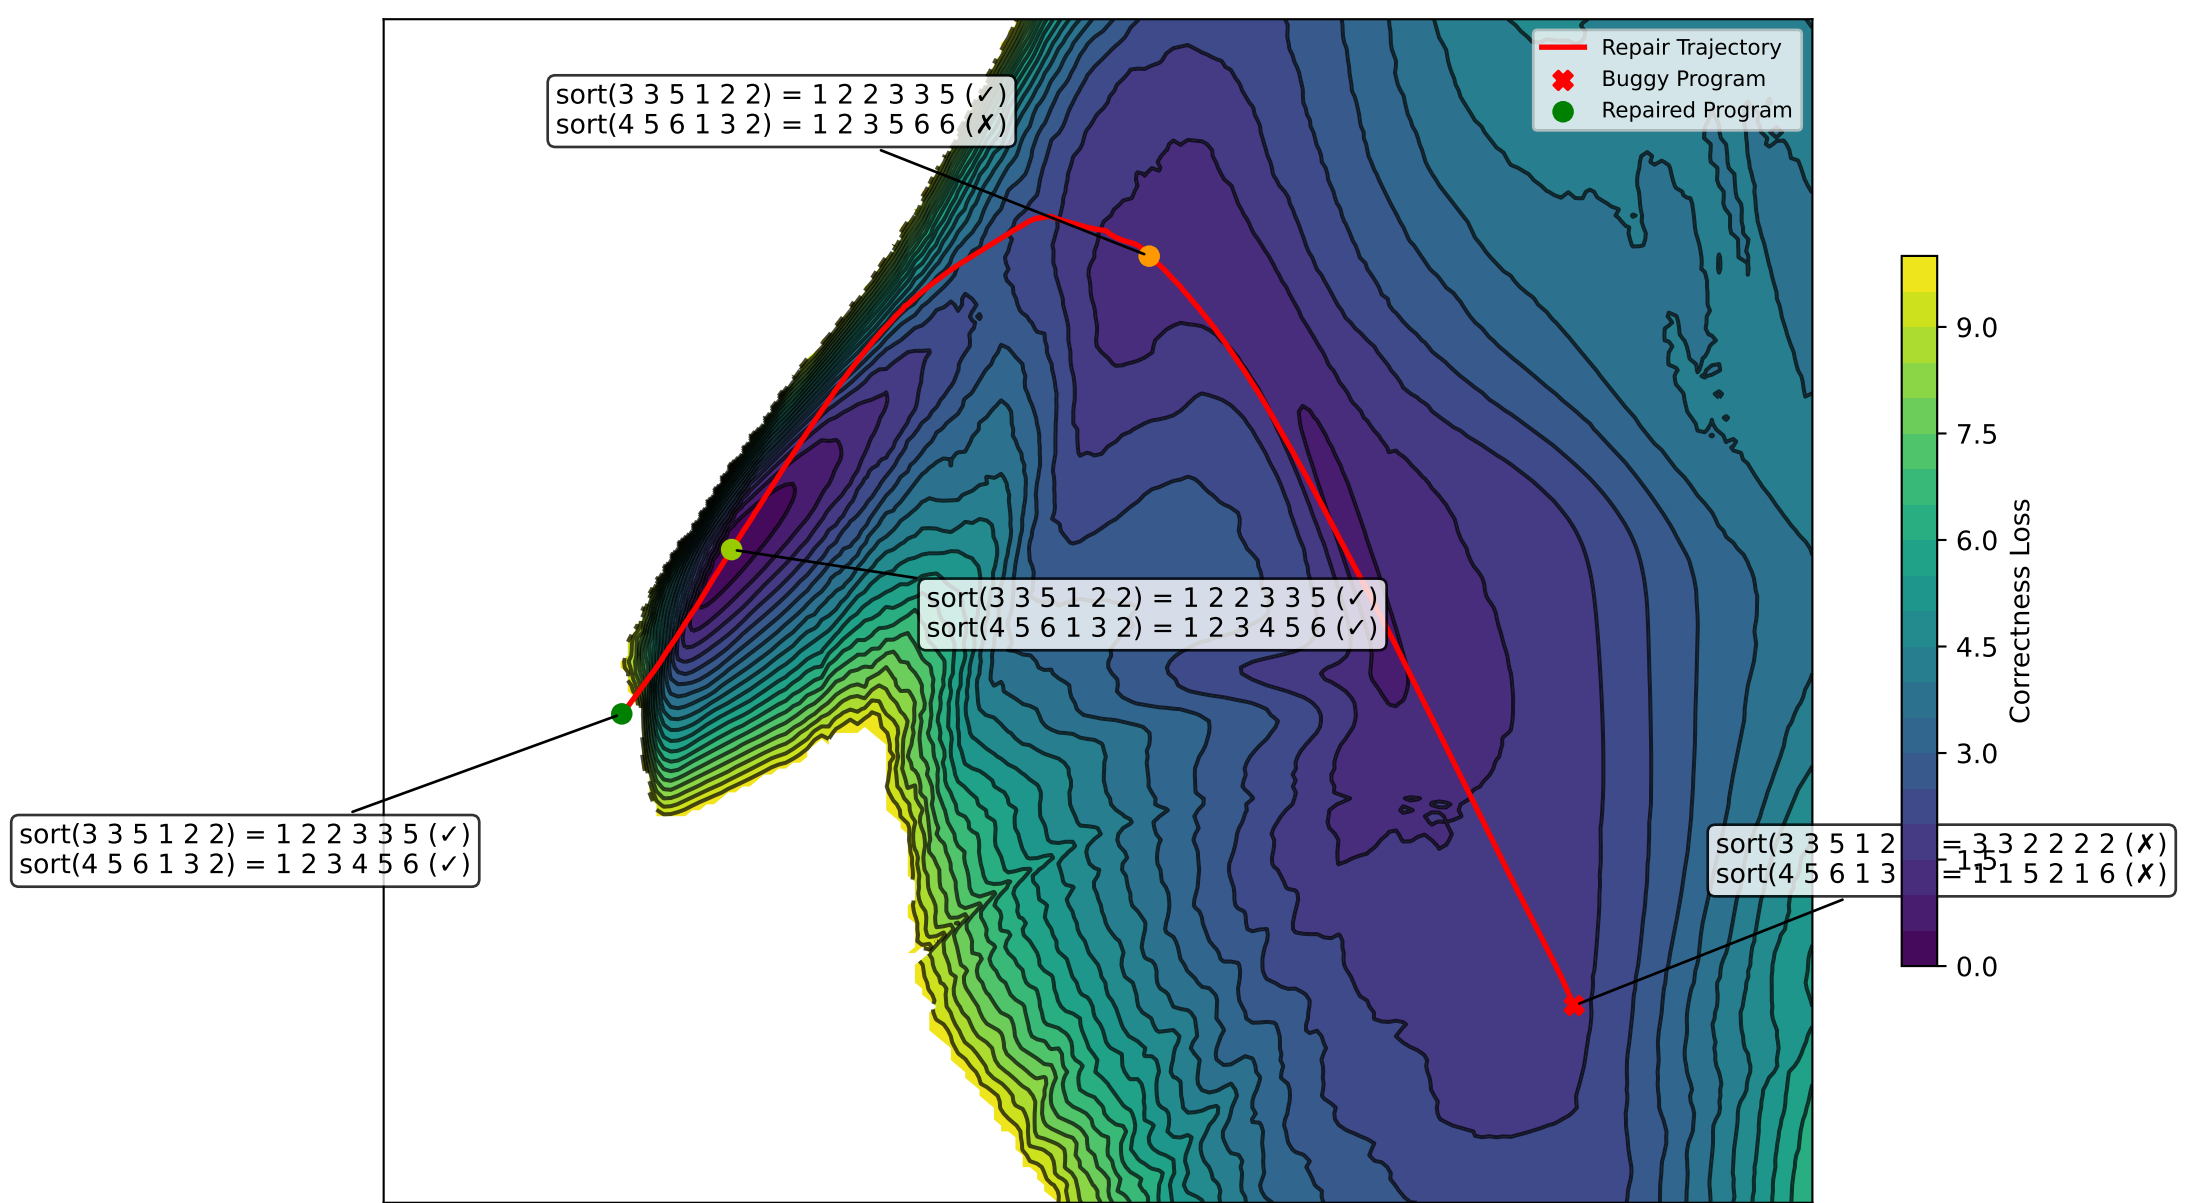 sort(3 3 5 1 2 2) = 1 2 2 3 3 5 (✓)
sort(4 5 6 1 3 2) = 1 2 3 5 6 6 (✗)
Repair Trajectory
Buggy Program
Repaired Program
sort(3 3 5 1 2 2) = 1 2 2 3 3 5 (✓)
sort(4 5 6 1 3 2) = 1 2 3 4 5 6 (✓)
sort(3 3 5 1 2 2) = 1 2 2 3 3 5 (✓)
sort(4 5 6 1 3 2) = 1 2 3 4 5 6 (✓)
sort(3 3 5 1 2 = 3 3 2 2 2 2 (✗)
sort(4 5 6 1 3 = 1 1 5 2 1 6 (✗)
9.0
7.5
6.0
4.5
3.0
1.5
0.0
Correctness Loss